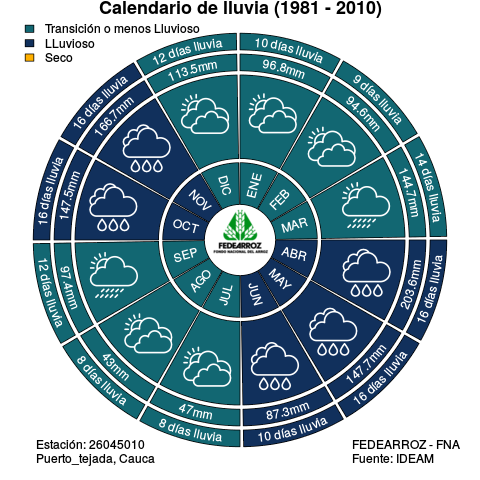 Calendario de lluvia (1981 - 2010)
Transición o menos Lluvioso
LLuvioso
Seco
10 días lluvia
96.8mm
ENE
9 días lluvia
94.6mm
FEB
14 días lluvia
144.7mm
MAR
16 días lluvia
203.6mm
ABR
16 días lluvia
147.7mm
MAY
10 días lluvia
87.3mm
JUN
8 días lluvia
47mm
JUL
8 días lluvia
43mm
AGO
12 días lluvia
97.4mm
SEP
16 días lluvia
147.5mm
OCT
16 días lluvia
166.7mm
NOV
12 días lluvia
113.5mm
DIC
FEDEARROZ
FONDO NACIONAL DEL ARROZ
Estación: 26045010
Puerto_tejada, Cauca
FEDEARROZ - FNA
Fuente: IDEAM